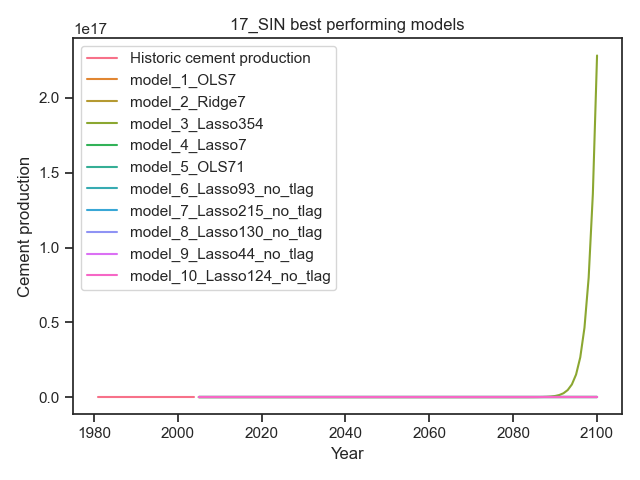 17_SIN best performing models
1e17
Historic cement production
model_1_OLS7
model_2_Ridge7
model_3_Lasso354
model_4_Lasso7
model_5_OLS71
model_6_Lasso93_no_tlag
model_7_Lasso215_no_tlag
model_8_Lasso130_no_tlag
model_9_Lasso44_no_tlag
model_10_Lasso124_no_tlag
Cement production
2.0
1.5
1.0
0.5
0.0
1980 2000 2020 2040 2060 2080 2100
Year